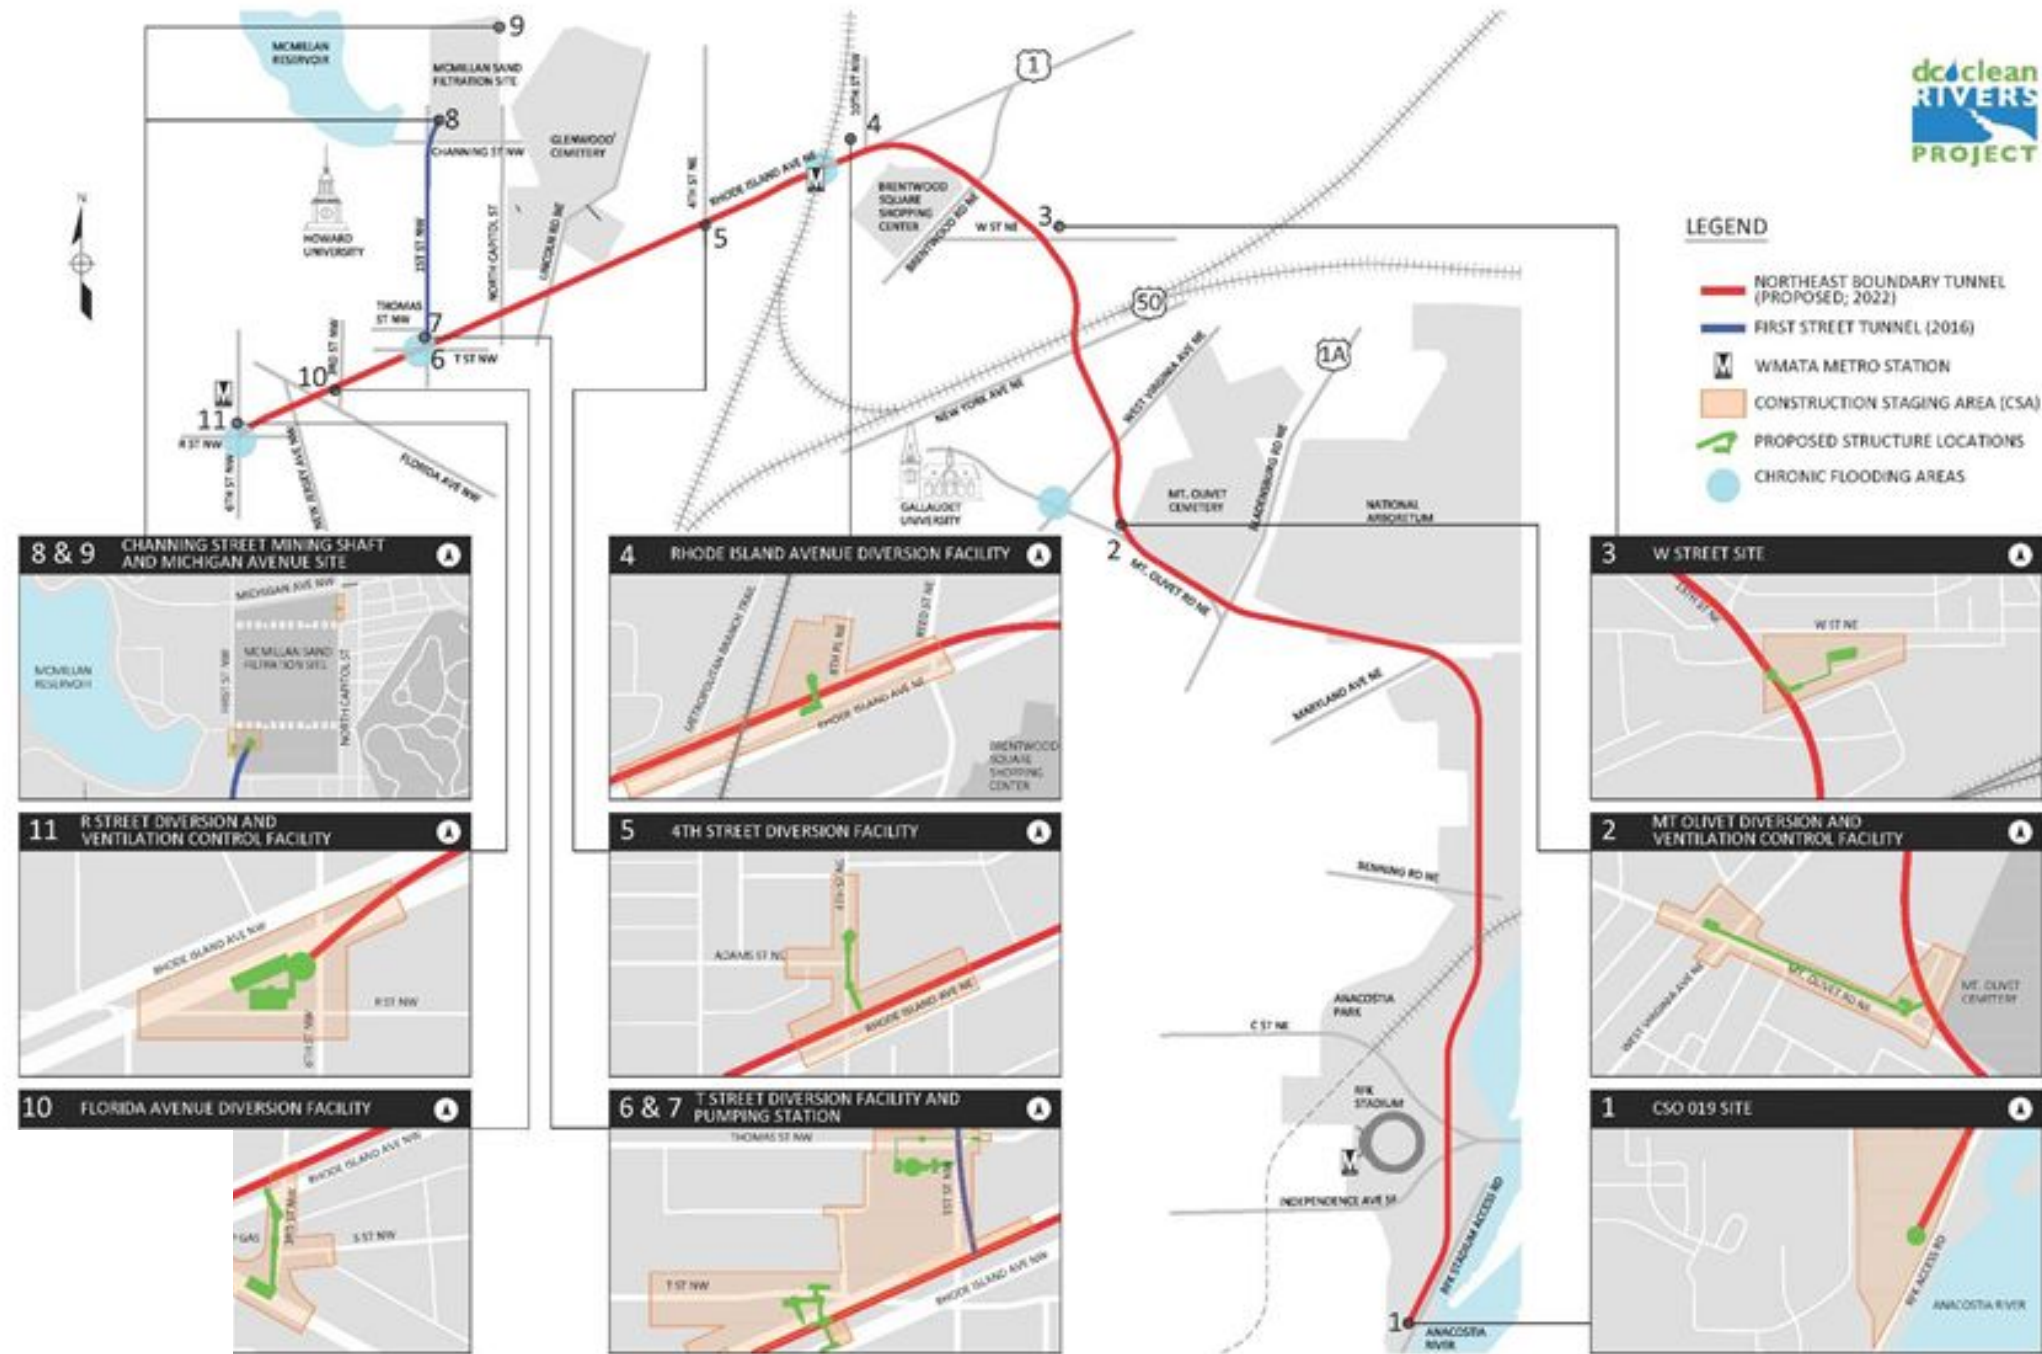 9
MCMILLAN
RESERVOIR
MCMILLAN SAND
FILTRATION SITE
8
CHANNING ST NW
GLENWOOD
CEMETERY
HOWARD
UNIVERSITY
1ST ST NW
NORTH CAPITOL ST
LINCOLN RD NE
THOMAS
ST NW
7
6
T ST NW
3RD ST NW
10
11
R ST NW
6TH ST NW
NEW JERSEY AVE NW
FLORIDA AVE NW
N
4TH ST NE
RHODE ISLAND AVE NE
5
10TH ST NW
4
1
BRENTWOOD
SQUARE
SHOPPING
CENTER
BRENTWOOD RD NE
W ST NE
3
50
NEW YORK AVE NE
WEST VIRGINIA AVE NE
1A
GALLAUDET
UNIVERSITY
MT. OLIVET
CEMETERY
BLADENSBURG RD NE
NATIONAL
ARBORETUM
2
MT. OLIVET RD NE
MARYLAND AVE NE
BENNING RD NE
ANACOSTIA
PARK
C ST NE
RFK
STADIUM
INDEPENDENCE AVE SE
RFK STADIUM ACCESS RD
1
ANACOSTIA
RIVER
dc clean
RIVERS
PROJECT
LEGEND
NORTHEAST BOUNDARY TUNNEL
(PROPOSED; 2022)
FIRST STREET TUNNEL (2016)
M WMATA METRO STATION
CONSTRUCTION STAGING AREA (CSA)
PROPOSED STRUCTURE LOCATIONS
CHRONIC FLOODING AREAS
8 & 9 CHANNING STREET MINING SHAFT
AND MICHIGAN AVENUE SITE
MICHIGAN AVE NW
MCMILLAN
RESERVOIR
MCMILLAN SAND
FILTRATION SITE
FIRST ST NW
NORTH CAPITOL ST
11 R STREET DIVERSION AND
VENTILATION CONTROL FACILITY
RHODE ISLAND AVE NW
R ST NW
6TH ST NW
10 FLORIDA AVENUE DIVERSION FACILITY
RHODE ISLAND AVE NW
3RD ST NW
S ST NW
GAS
4 RHODE ISLAND AVENUE DIVERSION FACILITY
METROPOLITAN BRANCH TRAIL
8TH PL NE
REED ST NE
RHODE ISLAND AVE NE
BRENTWOOD
SQUARE
SHOPPING
CENTER
5 4TH STREET DIVERSION FACILITY
ADAMS ST NE
RHODE ISLAND AVE NE
6 & 7 T STREET DIVERSION FACILITY AND
PUMPING STATION
THOMAS ST NW
1ST ST NW
T ST NW
RHODE ISLAND AVE NW
3 W STREET SITE
13TH ST NE
W ST NE
2 MT OLIVET DIVERSION AND
VENTILATION CONTROL FACILITY
WEST VIRGINIA AVE NE
MT. OLIVET RD NE
MT. OLIVET
CEMETERY
1 CSO 019 SITE
RFK ACCESS RD
ANACOSTIA RIVER